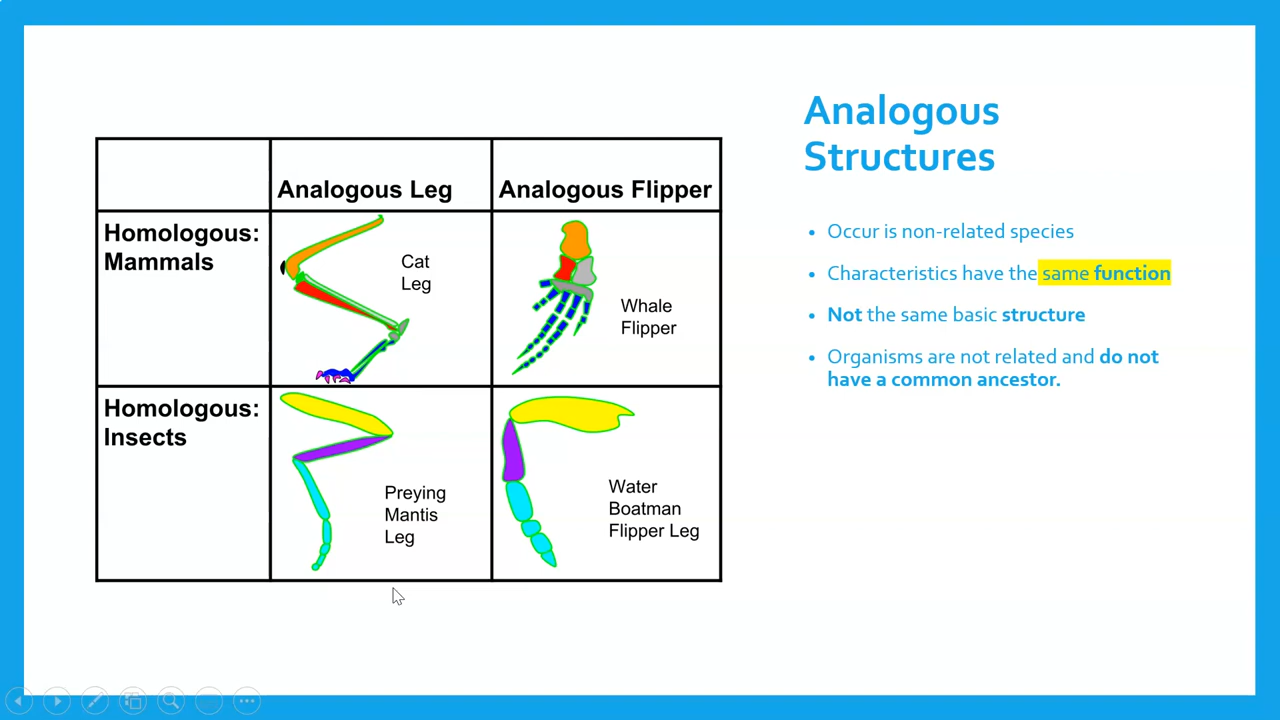 Analogous Leg
Analogous Flipper
Homologous:
Mammals
Cat
Leg
Whale
Flipper
Homologous:
Insects
Preying
Mantis
Leg
Water
Boatman
Flipper Leg
Analogous
Structures
• Occur is non-related species
• Characteristics have the same function
• Not the same basic structure
• Organisms are not related and do not
have a common ancestor.